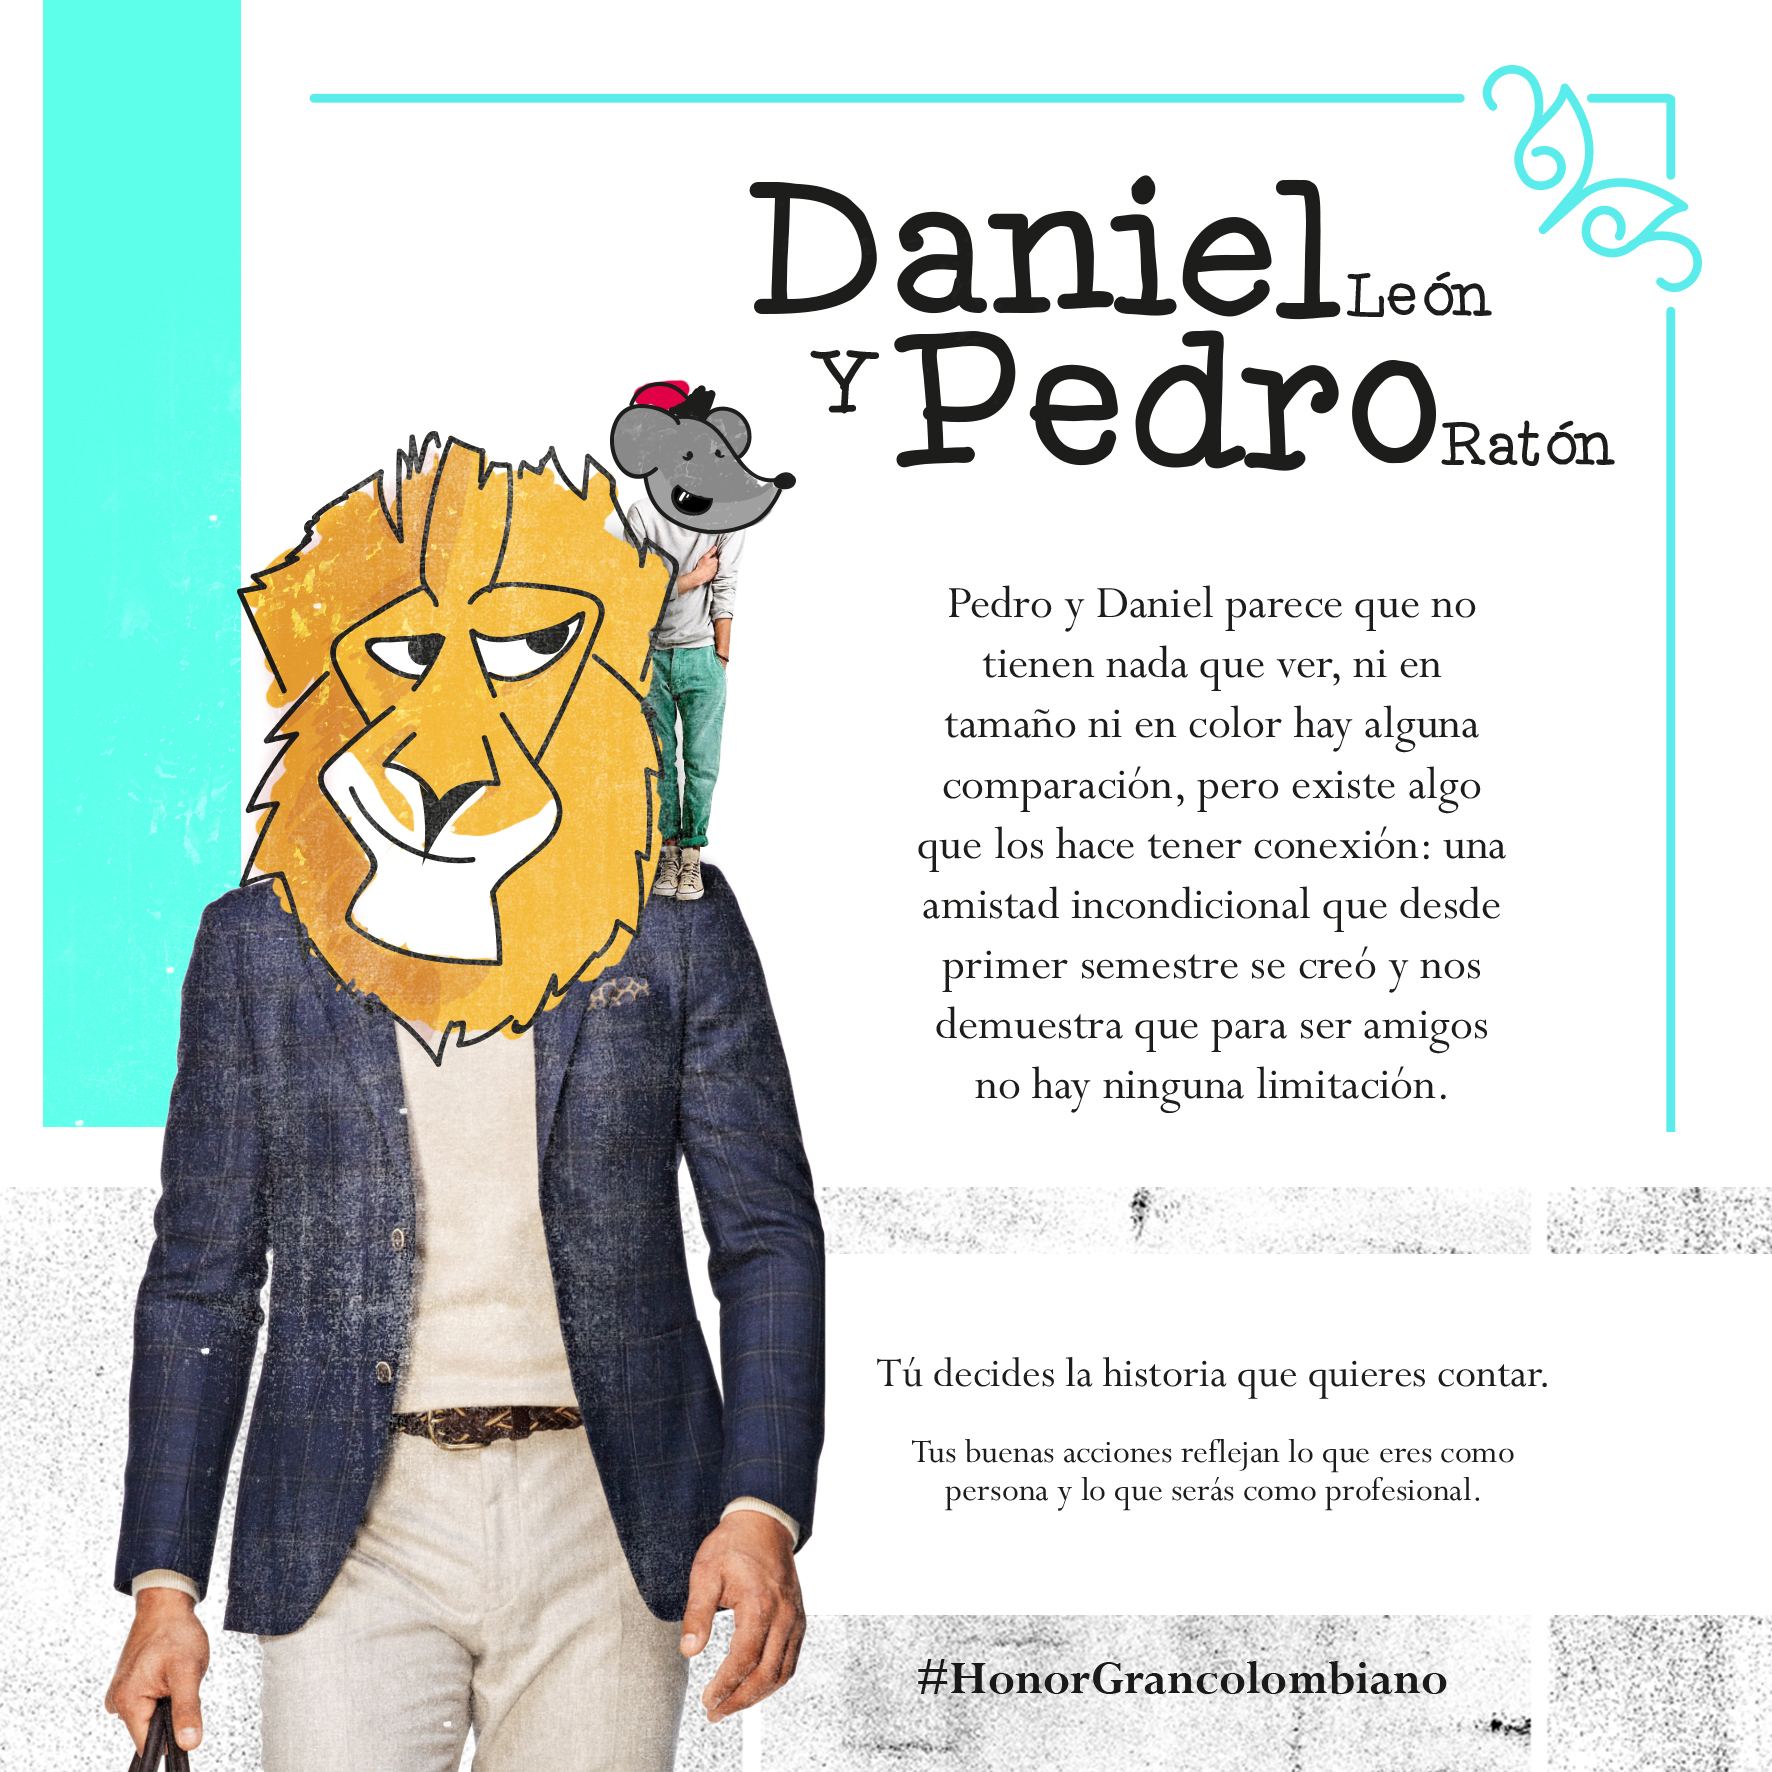 Daniel León
Y Pedro Ratón
Pedro y Daniel parece que no
tienen nada que ver, ni en
tamaño ni en color hay alguna
comparación, pero existe algo
que los hace tener conexión: una
amistad incondicional que desde
primer semestre se creó y nos
demuestra que para ser amigos
no hay ninguna limitación.
Tú decides la historia que quieres contar.
Tus buenas acciones reflejan lo que eres como
persona y lo que serás como profesional.
#HonorGrancolombiano